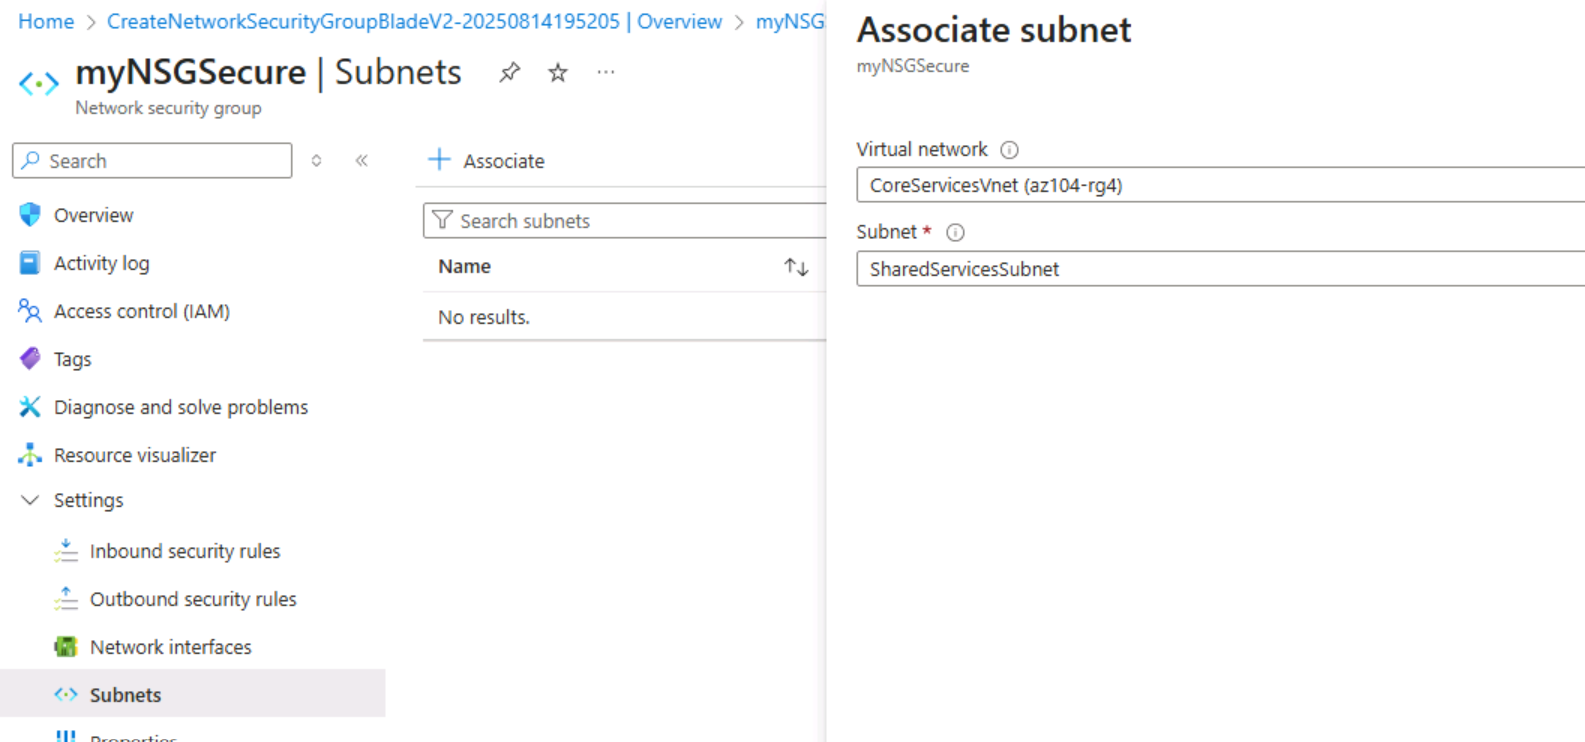 Home > CreateNetworkSecurityGroupBladeV2-20250814195205 | Overview > myNSG
myNSGSecure | Subnets
Network security group
Search
Overview
Activity log
Access control (IAM)
Tags
Diagnose and solve problems
Resource visualizer
Settings
Inbound security rules
Outbound security rules
Network interfaces
Subnets
Properties
+ Associate
Search subnets
Name
No results.
Associate subnet
myNSGSecure
Virtual network
CoreServicesVnet (az104-rg4)
Subnet *
SharedServicesSubnet